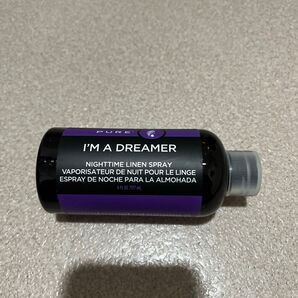 PURE
I'M A DREAMER
NIGHTTIME LINEN SPRAY
VAPORISATEUR DE NUIT POUR LE LINGE
ESPRAY DE NOCHE PARA LA ALMOHADA